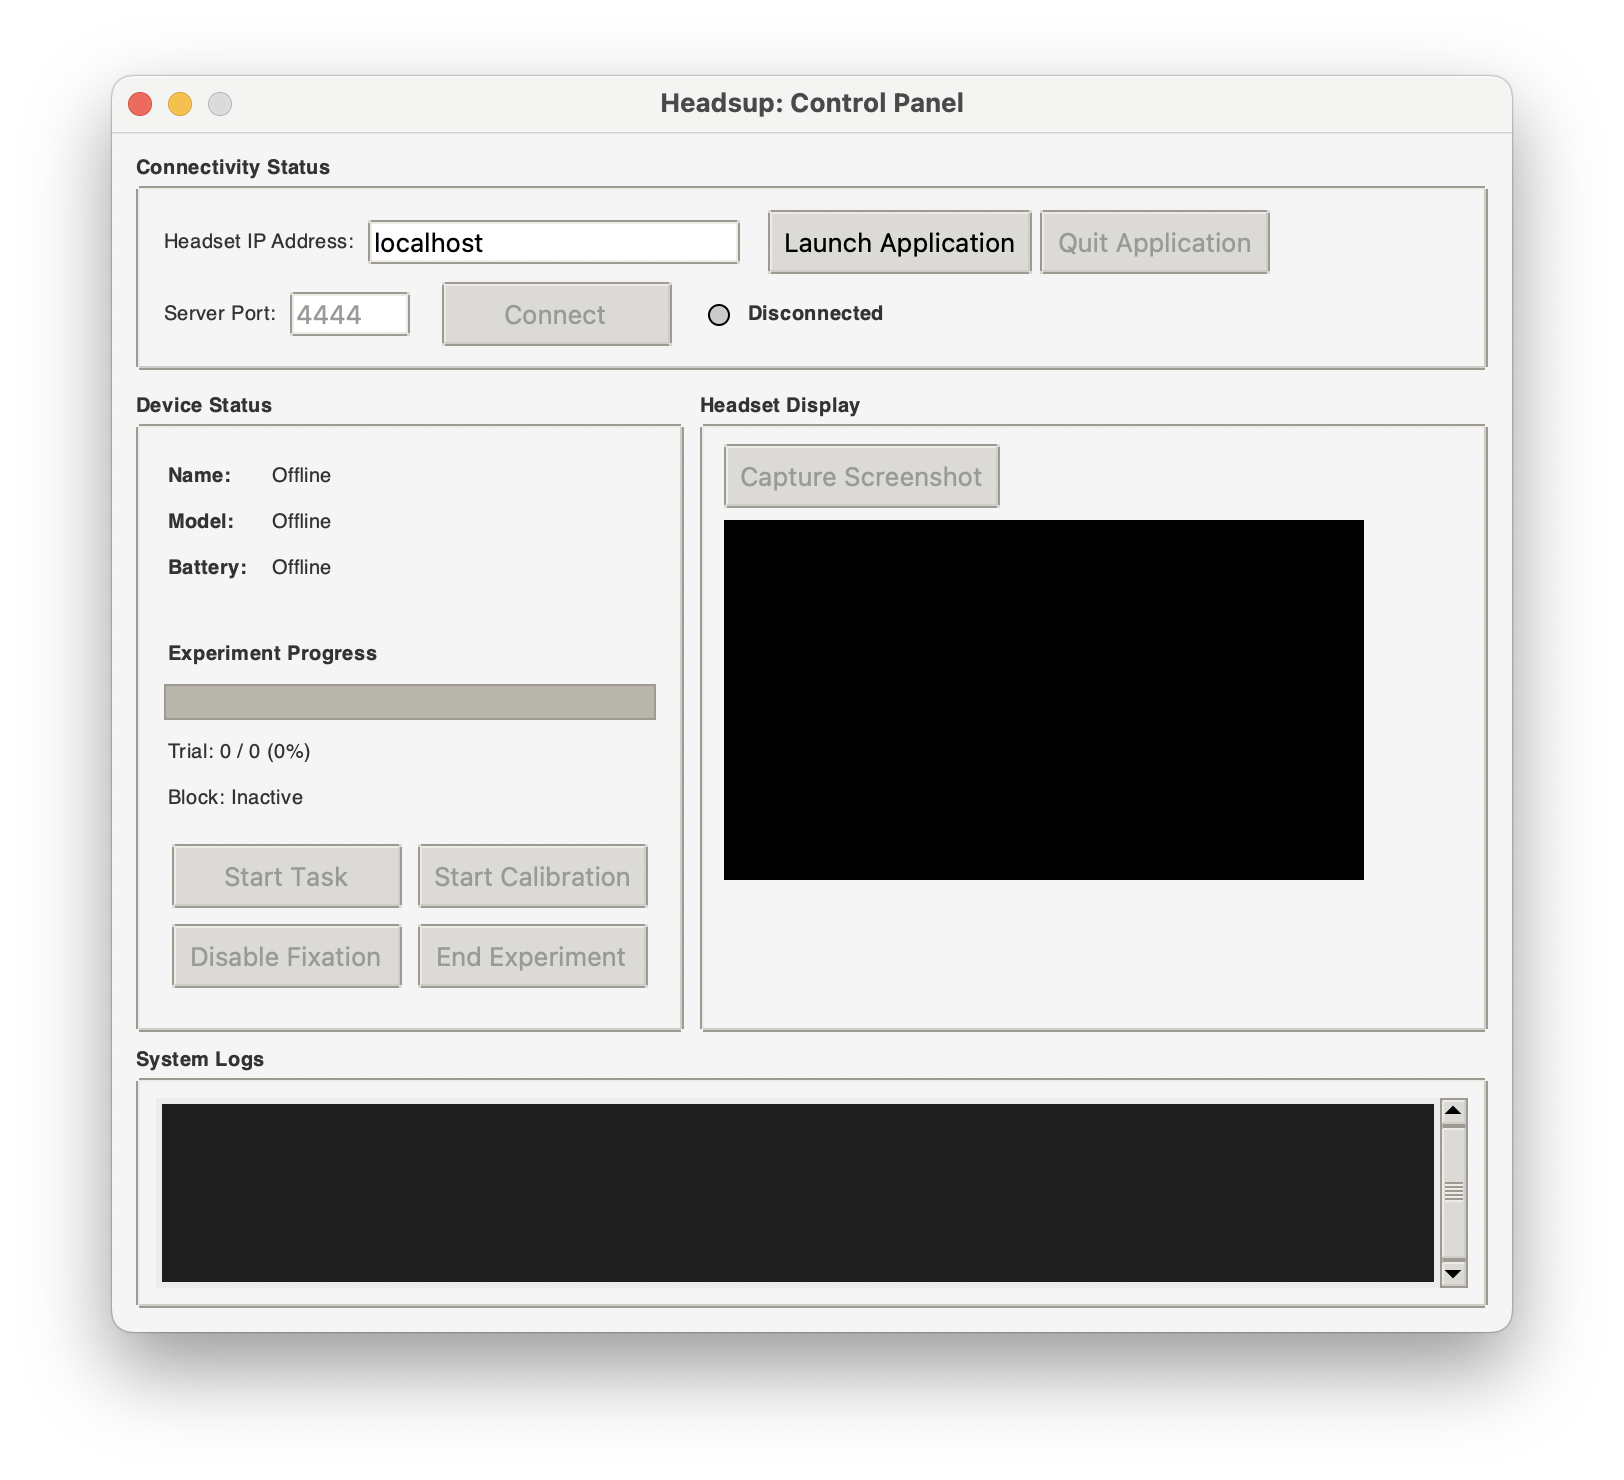 Headsup: Control Panel
Connectivity Status
Headset IP Address: localhost Launch Application Quit Application
Server Port: 4444 Connect Disconnected
Device Status
Name: Offline
Model: Offline
Battery: Offline
Experiment Progress
Trial: 0 / 0 (0%)
Block: Inactive
Start Task Start Calibration
Disable Fixation End Experiment
Headset Display
Capture Screenshot
System Logs